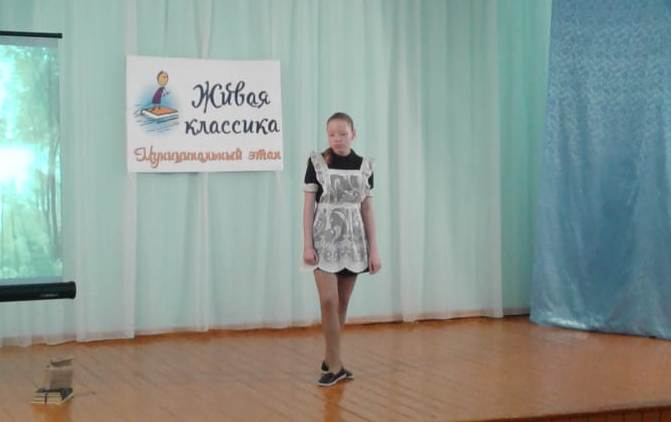 Живая
классика
Муниципальный этап